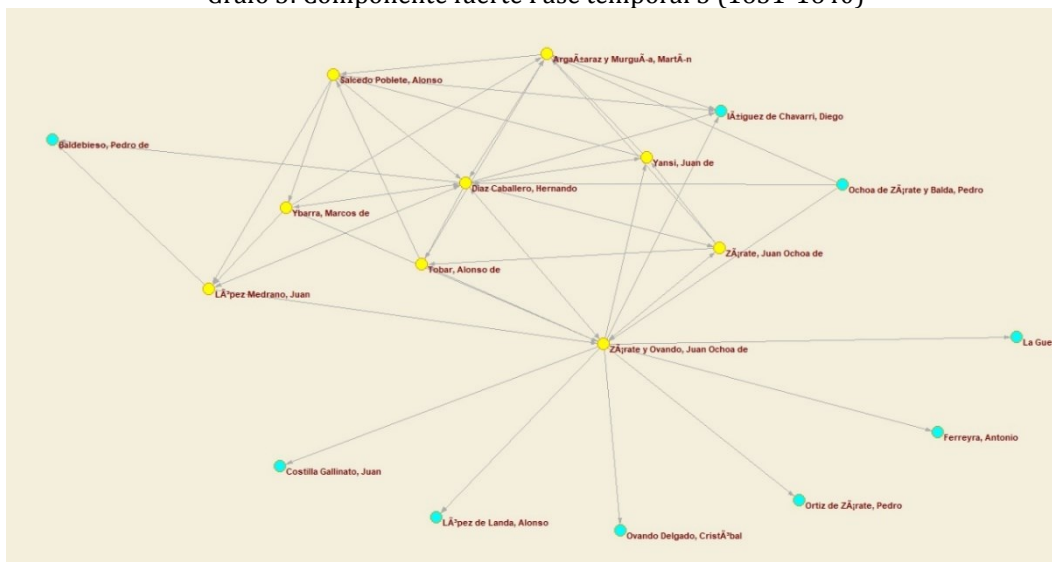 Grafo Componente fuerte Fase temporal
ArgaÃ±araz y MurguÃ-a, MartÃ-n
Salcedo Poblete, Alonso
IÃ±iguez de Chavarri, Diego
Baldebieso, Pedro de
Yansi, Juan de
Diaz Caballero, Hernando
Ochoa de ZÃ¡rate y Balda, Pedro
Ybarra, Marcos de
ZÃ¡rate, Juan Ochoa de
Tobar, Alonso de
LÃ³pez Medrano, Juan
ZÃ¡rate y Ovando, Juan Ochoa de
La Gue
Ferreyra, Antonio
Costilla Gallinato, Juan
Ortiz de ZÃ¡rate, Pedro
LÃ³pez de Landa, Alonso
Ovando Delgado, CristÃ³bal